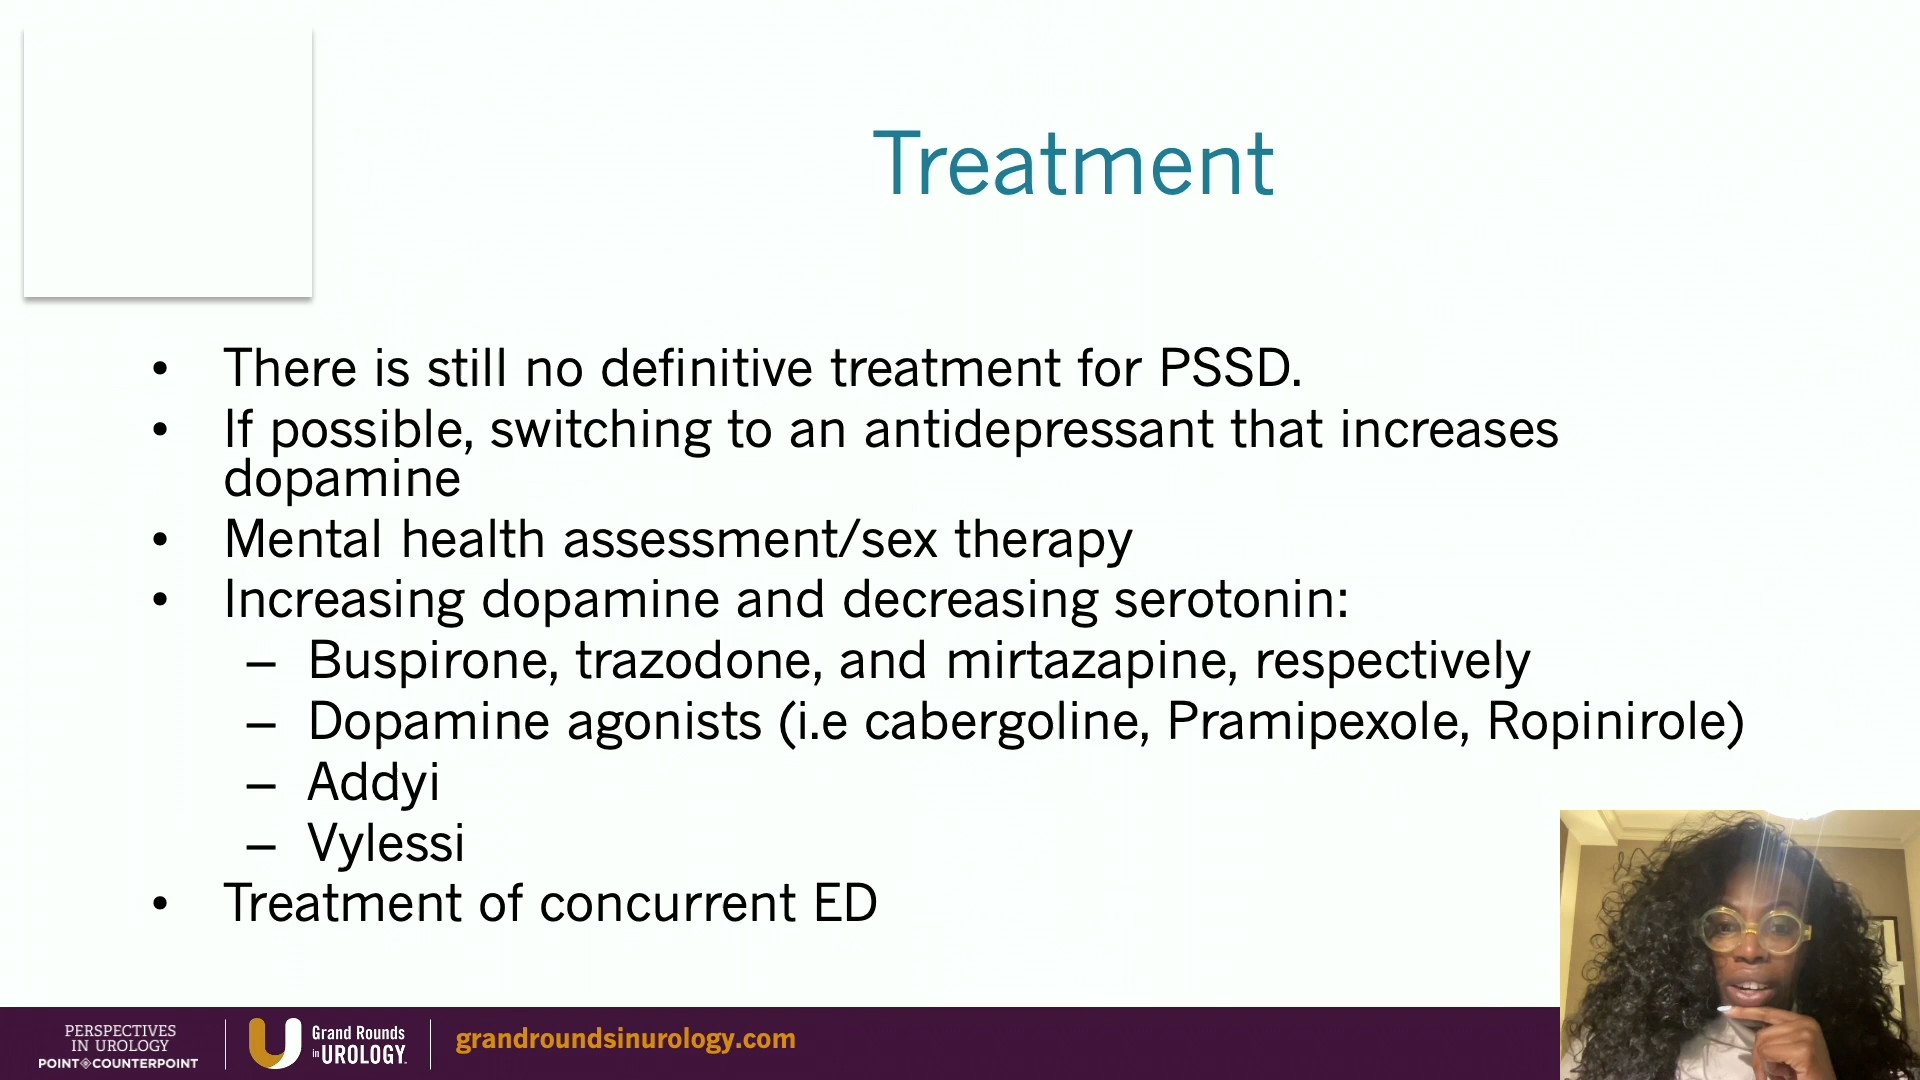 Treatment
• There is still no definitive treatment for PSSD.
• If possible, switching to an antidepressant that increases
dopamine
• Mental health assessment/sex therapy
• Increasing dopamine and decreasing serotonin:
– Buspirone, trazodone, and mirtazapine, respectively
– Dopamine agonists (i.e cabergoline, Pramipexole, Ropinirole)
– Addyi
– Vylessi
• Treatment of concurrent ED
PERSPECTIVES
IN UROLOGY
POINT COUNTERPOINT
Grand Rounds
in UROLOGY
grandroundsinurology.com